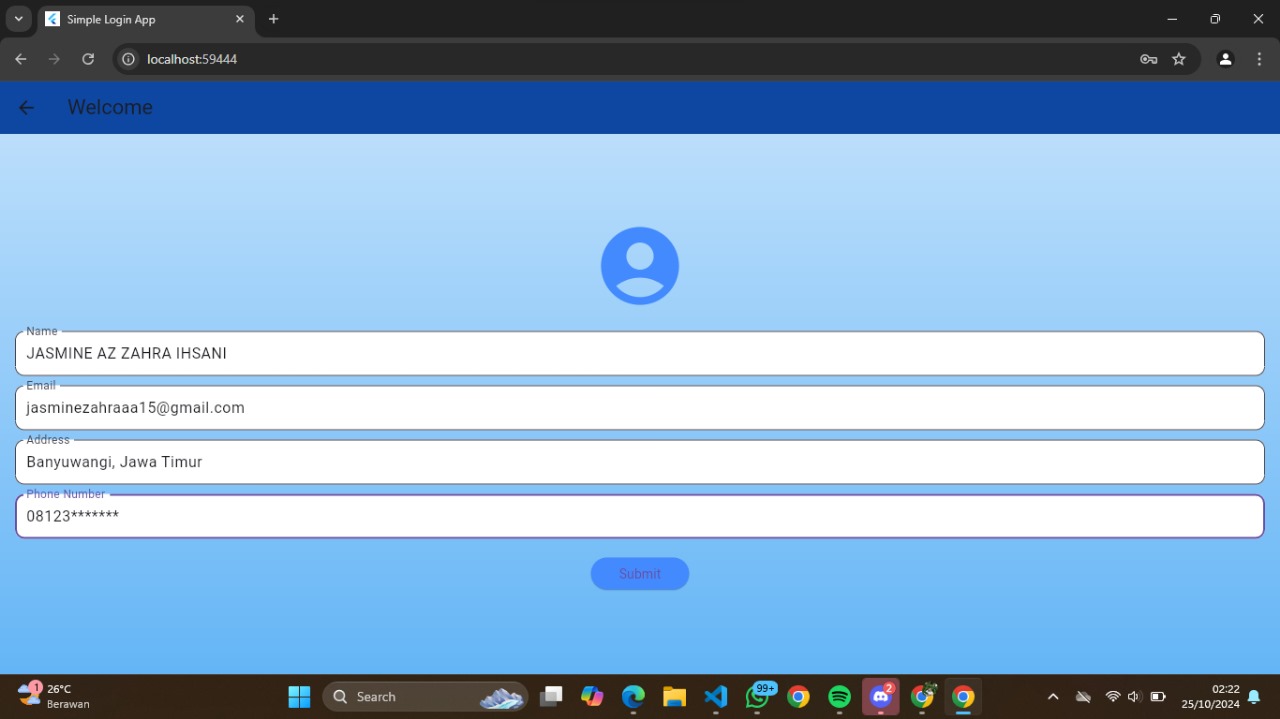 Simple Login App
localhost:59444
Welcome
Name
JASMINE AZ ZAHRA IHSANI
Email
jasminezahraaa15@gmail.com
Address
Banyuwangi, Jawa Timur
Phone Number
08123*******
Submit
1
26°C
Berawan
Search
99+
2
02:22
25/10/2024